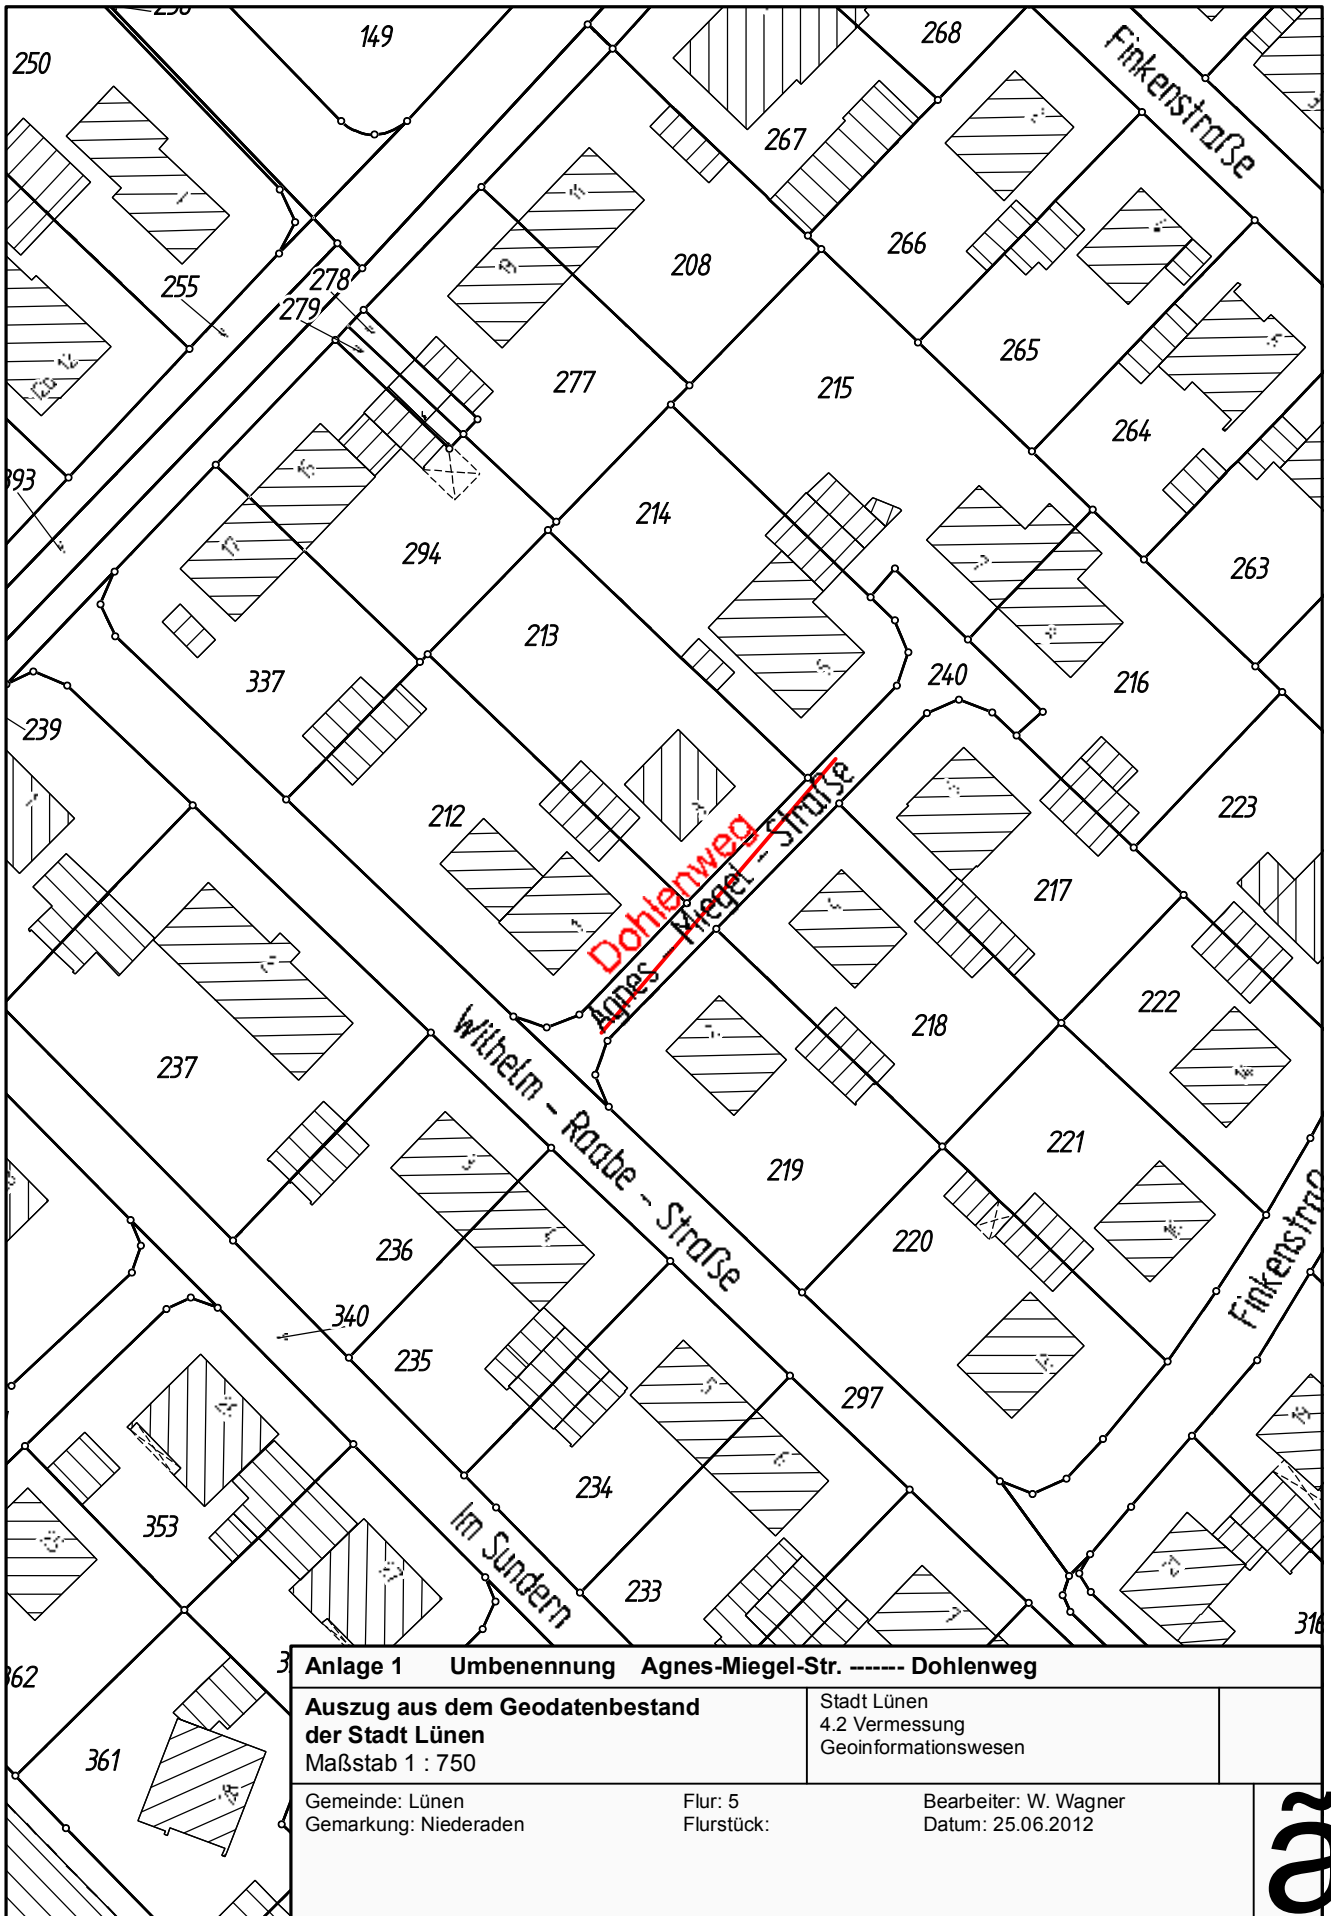 149
250
268
Finkenstraße
267
266
208
255
278
279
265
277
215
264
393
214
294
263
213
337
240
216
239
212
223
Dohlenweg
Agnes - Miegel - Straße
217
222
218
Wilhelm - Raabe - Straße
237
221
219
236
220
Finkenstraß
340
235
297
234
353
Im Sundern
233
316
362
361
Anlage 1 Umbenennung Agnes-Miegel-Str. ------- Dohlenweg
Auszug aus dem Geodatenbestand
der Stadt Lünen
Maßstab 1 : 750
Stadt Lünen
4.2 Vermessung
Geoinformationswesen
Gemeinde: Lünen
Gemarkung: Niederaden
Flur: 5
Flurstück:
Bearbeiter: W. Wagner
Datum: 25.06.2012
ã